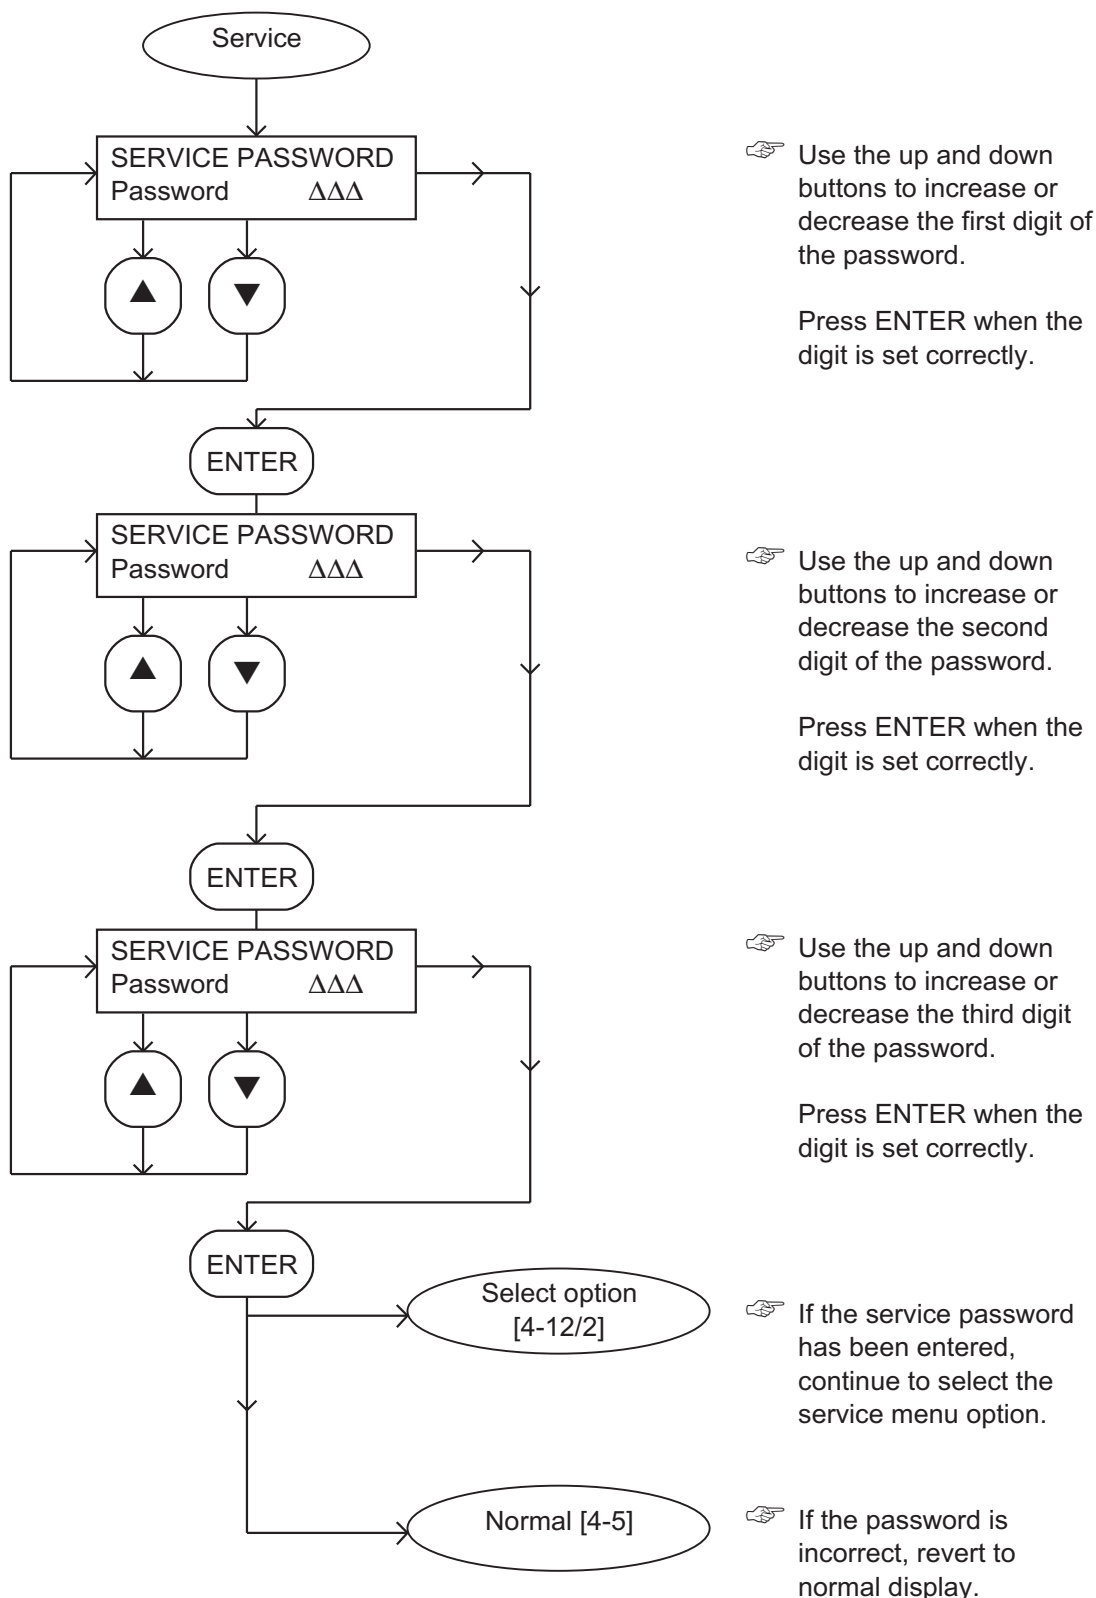 Service
SERVICE PASSWORD
Password ΔΔΔ
▲ ▼
☞ Use the up and down
buttons to increase or
decrease the first digit of
the password.
Press ENTER when the
digit is set correctly.
ENTER
SERVICE PASSWORD
Password ΔΔΔ
▲ ▼
☞ Use the up and down
buttons to increase or
decrease the second
digit of the password.
Press ENTER when the
digit is set correctly.
ENTER
SERVICE PASSWORD
Password ΔΔΔ
▲ ▼
☞ Use the up and down
buttons to increase or
decrease the third digit
of the password.
Press ENTER when the
digit is set correctly.
ENTER
Select option
[4-12/2]
☞ If the service password
has been entered,
continue to select the
service menu option.
Normal [4-5]
☞ If the password is
incorrect, revert to
normal display.